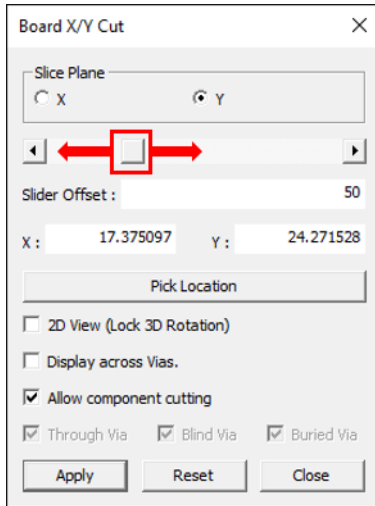 Board X/Y Cut
Slice Plane
X Y
Slider Offset : 50
X : 17.375097 Y : 24.271528
Pick Location
2D View (Lock 3D Rotation)
Display across Vias.
Allow component cutting
Through Via Blind Via Buried Via
Apply Reset Close